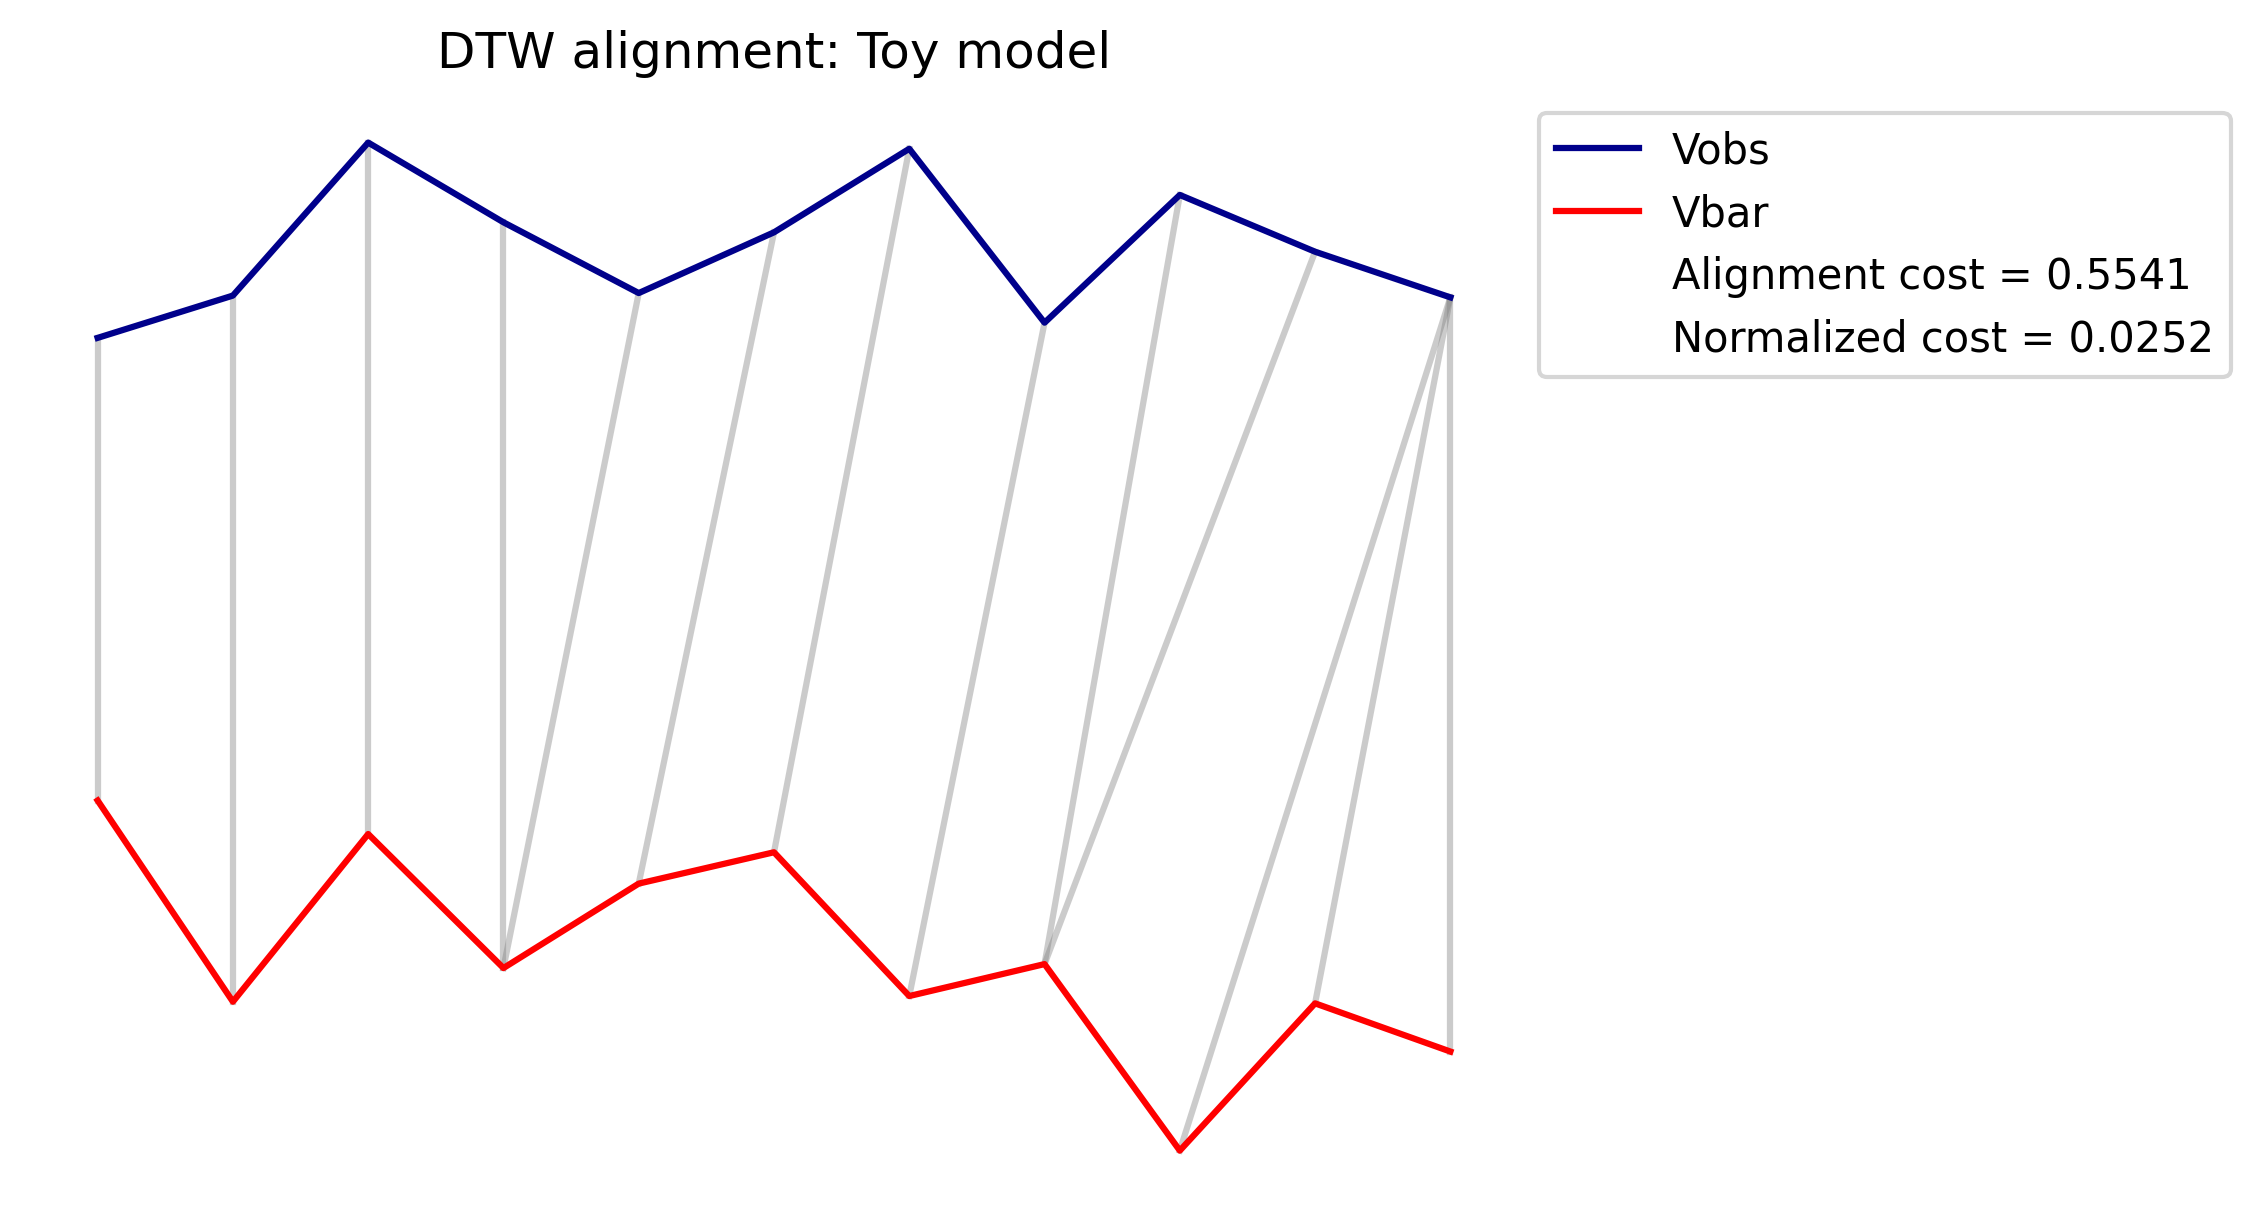 DTW alignment: Toy model
Vobs
Vbar
Alignment cost = 0.5541
Normalized cost = 0.0252